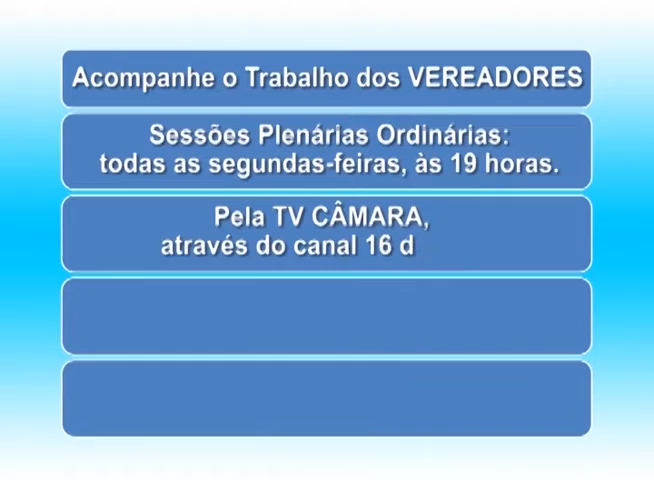 Acompanhe o Trabalho dos VEREADORES
Sessões Plenárias Ordinárias:
todas as segundas-feiras, às 19 horas.
Pela TV CÂMARA,
através do canal 16 d